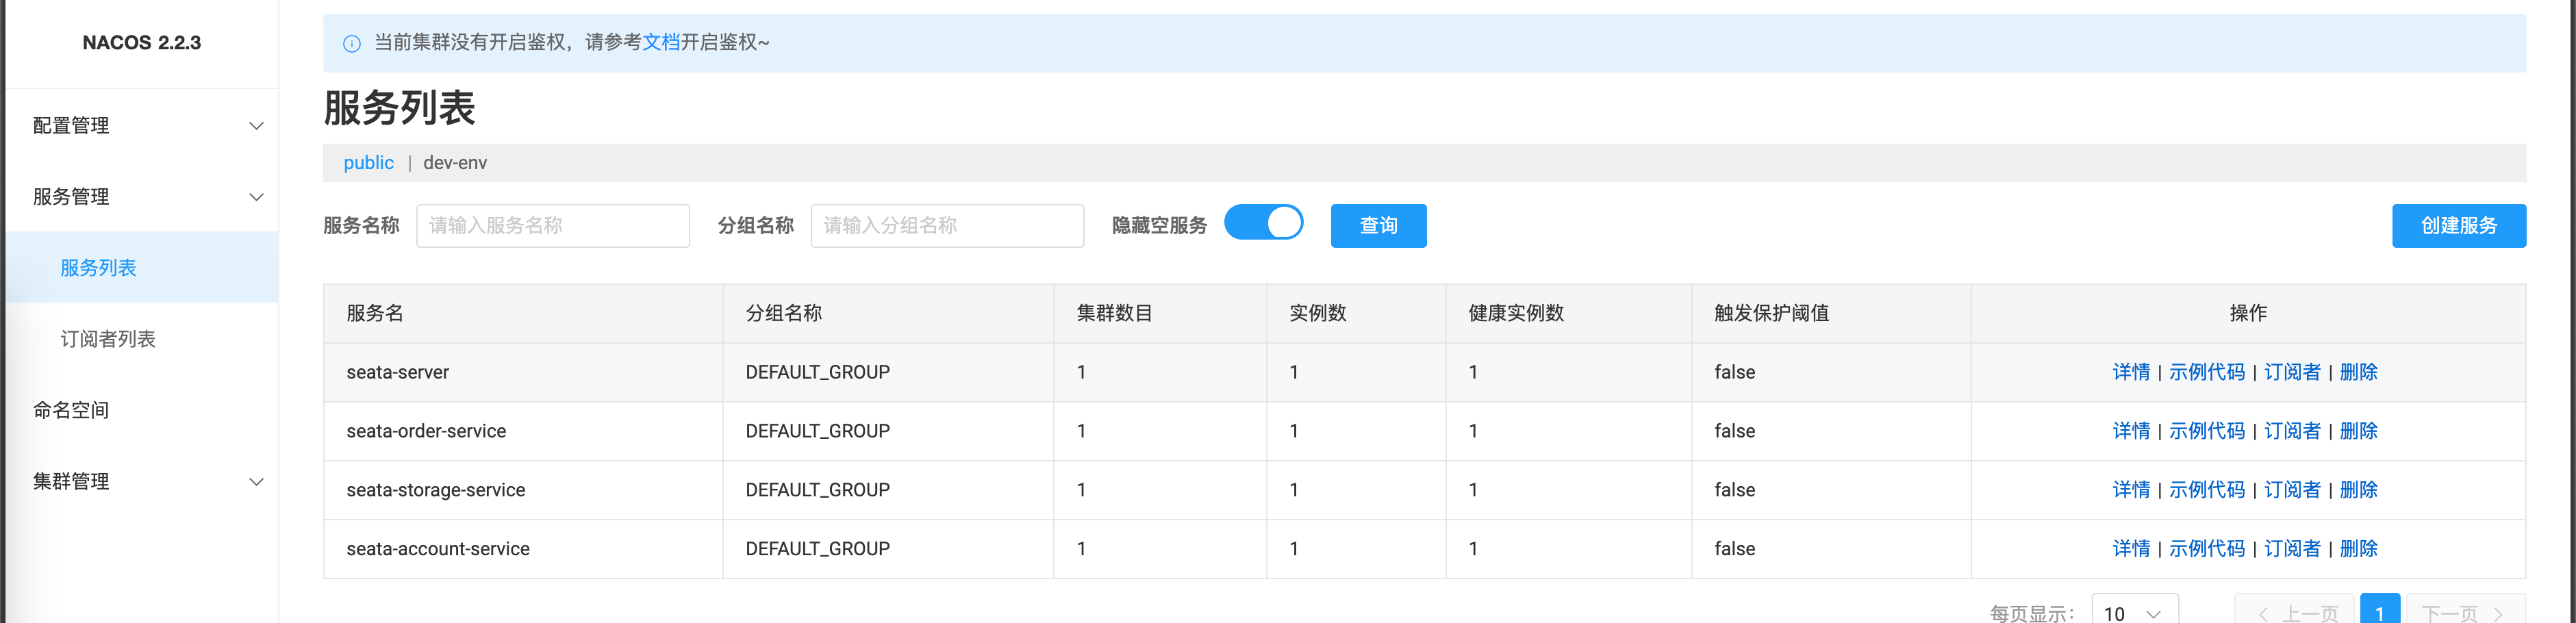 NACOS 2.2.3
配置管理
服务管理
服务列表
订阅者列表
命名空间
集群管理
当前集群没有开启鉴权，请参考文档开启鉴权~
服务列表
public | dev-env
服务名称 请输入服务名称 分组名称 请输入分组名称 隐藏空服务 查询 创建服务
服务名 分组名称 集群数目 实例数 健康实例数 触发保护阈值 操作
seata-server DEFAULT_GROUP 1 1 1 false 详情 | 示例代码 | 订阅者 | 删除
seata-order-service DEFAULT_GROUP 1 1 1 false 详情 | 示例代码 | 订阅者 | 删除
seata-storage-service DEFAULT_GROUP 1 1 1 false 详情 | 示例代码 | 订阅者 | 删除
seata-account-service DEFAULT_GROUP 1 1 1 false 详情 | 示例代码 | 订阅者 | 删除
每页显示： 10 上一页 1 下一页